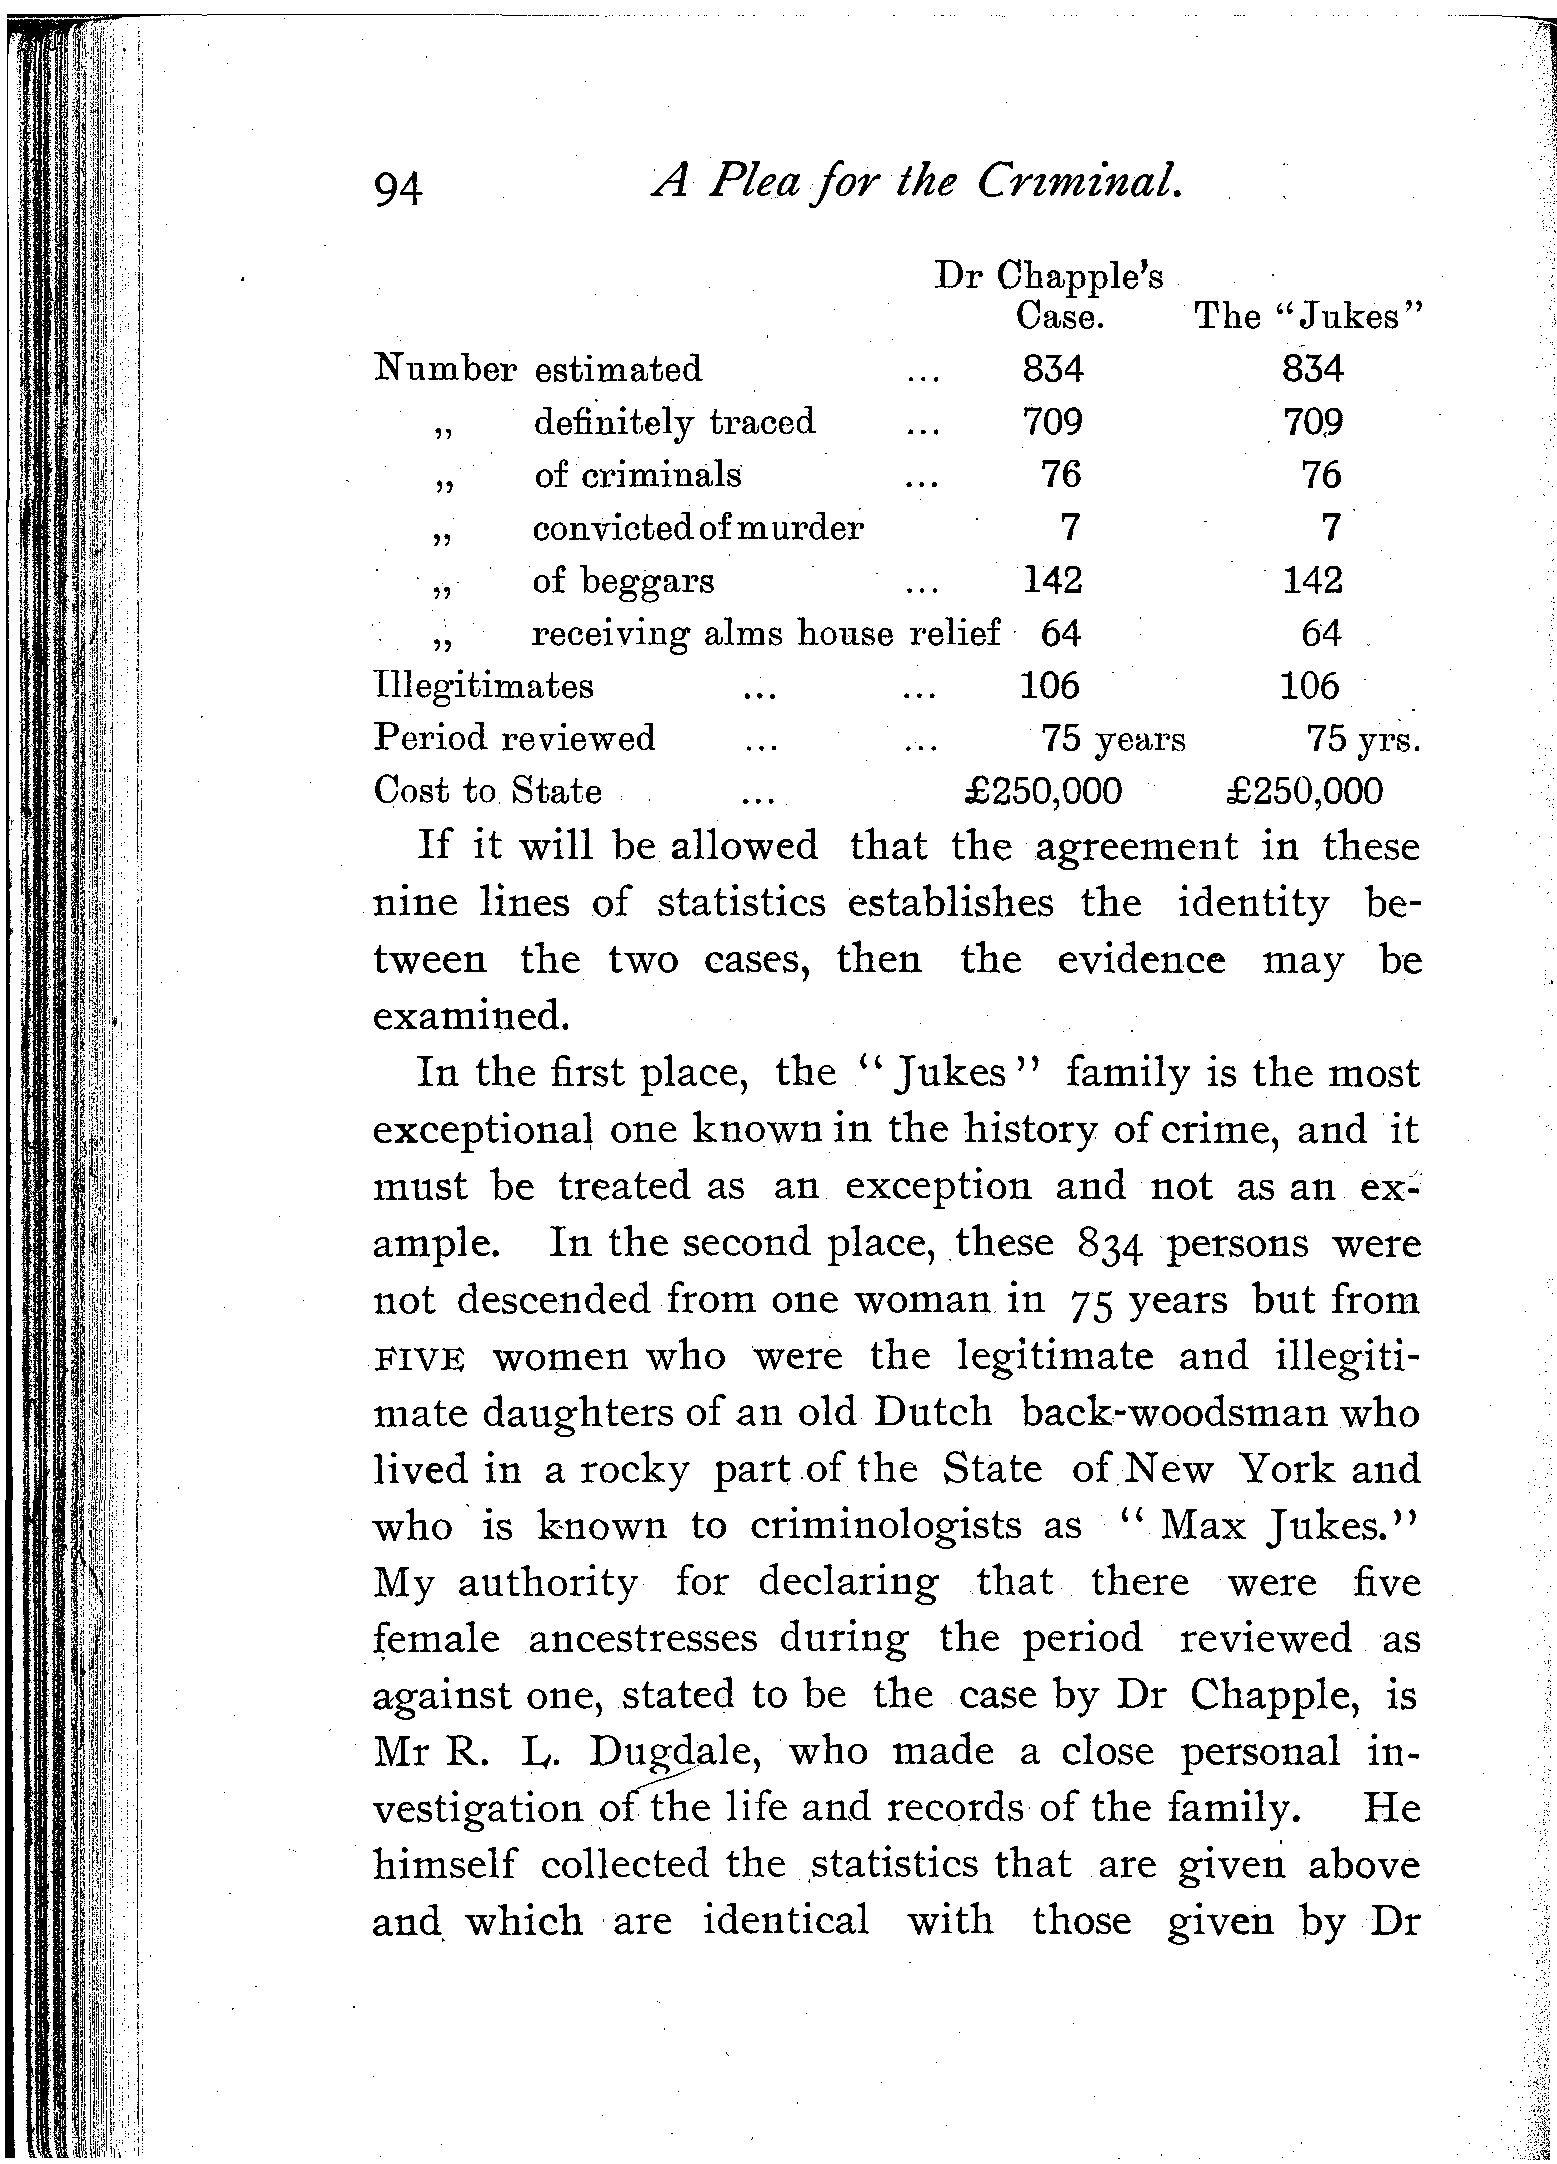 94 A Plea for the Criminal.
Dr Chapple's
Case. The "Jukes"
Number estimated ... 834 834
,, definitely traced ... 709 709
,, of criminals ... 76 76
,, convicted of murder 7 7
,, of beggars ... 142 142
,, receiving alms house relief 64 64
Illegitimates ... ... 106 106
Period reviewed ... ... 75 years 75 yrs.
Cost to State ... £250,000 £250,000
If it will be allowed that the agreement in these
nine lines of statistics establishes the identity be-
tween the two cases, then the evidence may be
examined.
In the first place, the "Jukes" family is the most
exceptional one known in the history of crime, and it
must be treated as an exception and not as an ex-
ample. In the second place, these 834 persons were
not descended from one woman in 75 years but from
FIVE women who were the legitimate and illegiti-
mate daughters of an old Dutch back-woodsman who
lived in a rocky part of the State of New York and
who is known to criminologists as "Max Jukes."
My authority for declaring that there were five
female ancestresses during the period reviewed as
against one, stated to be the case by Dr Chapple, is
Mr R. L. Dugdale, who made a close personal in-
vestigation of the life and records of the family. He
himself collected the statistics that are given above
and which are identical with those given by Dr